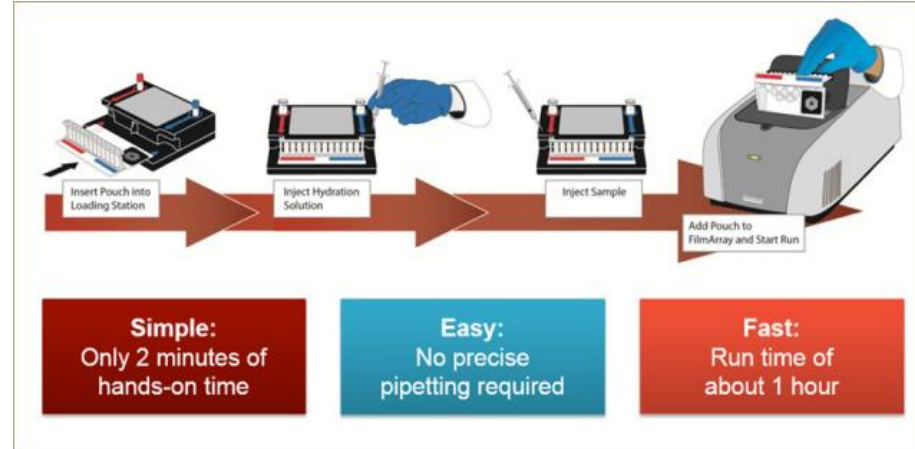 Insert Pouch into
Loading Station
Inject Hydration
Solution
Inject Sample
Add Pouch to
FilmArray and Start Run
Simple:
Only 2 minutes of
hands-on time
Easy:
No precise
pipetting required
Fast:
Run time of
about 1 hour